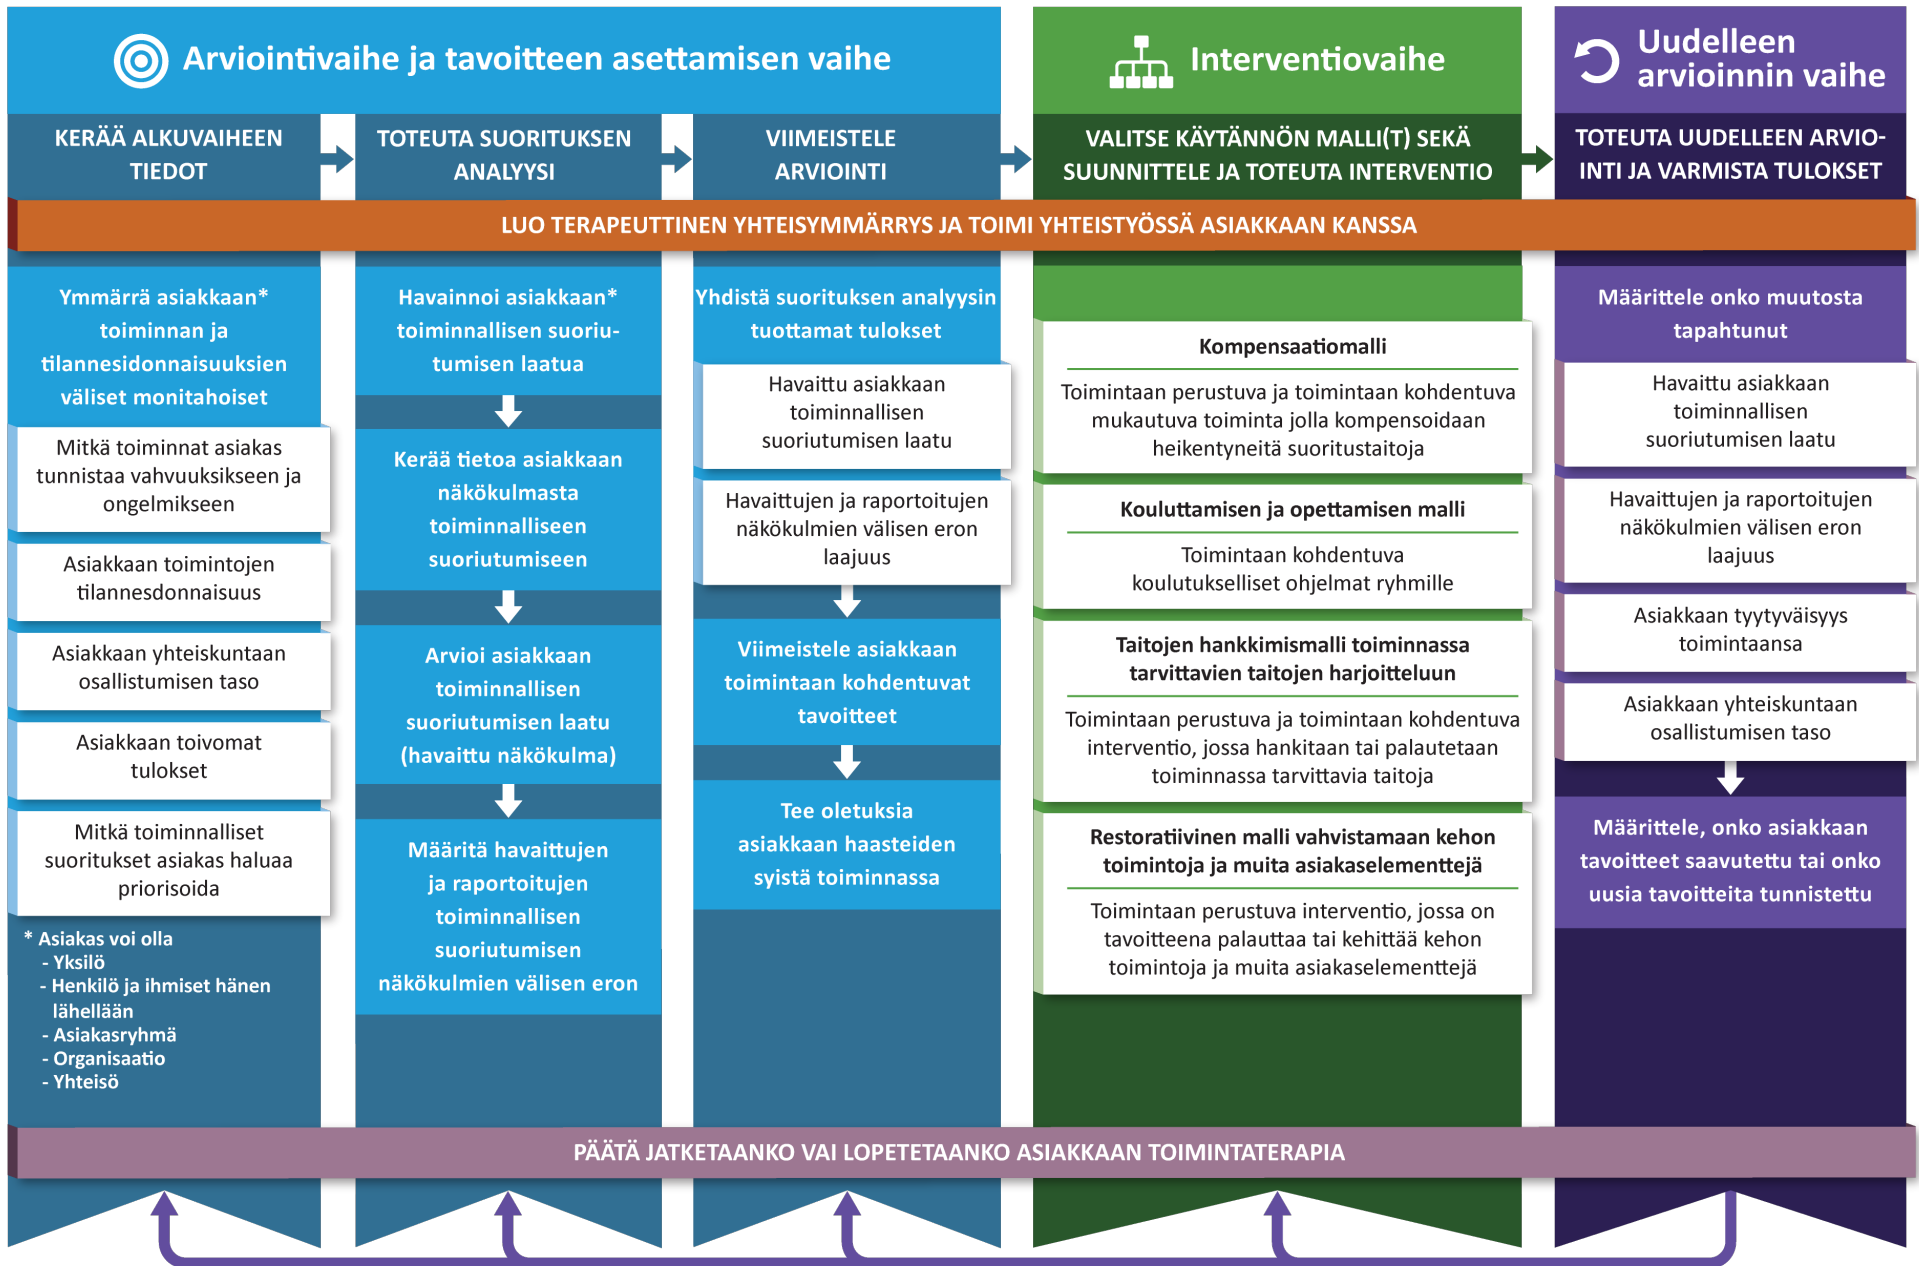 Arviointivaihe ja tavoitteen asettamisen vaihe
Interventiovaihe
Uudelleen
arvioinnin vaihe
KERÄÄ ALKUVAIHEEN
TIEDOT
TOTEUTA SUORITUKSEN
ANALYYSI
VIIMEISTELE
ARVIOINTI
VALITSE KÄYTÄNNÖN MALLI(T) SEKÄ
SUUNNITTELE JA TOTEUTA INTERVENTIO
TOTEUTA UUDELLEEN ARVIO-
INTI JA VARMISTA TULOKSET
LUO TERAPEUTTINEN YHTEISYMMÄRRYS JA TOIMI YHTEISTYÖSSÄ ASIAKKAAN KANSSA
Ymmärrä asiakkaan*
toiminnan ja
tilannesidonnaisuuksien
väliset monitahoiset
Mitkä toiminnat asiakas
tunnistaa vahvuuksikseen ja
ongelmikseen
Asiakkaan toimintojen
tilannesdonnaisuus
Asiakkaan yhteiskuntaan
osallistumisen taso
Asiakkaan toivomat
tulokset
Mitkä toiminnalliset
suoritukset asiakas haluaa
priorisoida
* Asiakas voi olla
- Yksilö
- Henkilö ja ihmiset hänen
lähellään
- Asiakasryhmä
- Organisaatio
- Yhteisö
Havainnoi asiakkaan*
toiminnallisen suoriu-
tumisen laatua
Kerää tietoa asiakkaan
näkökulmasta
toiminnalliseen
suoriutumiseen
Arvioi asiakkaan
toiminnallisen
suoriutumisen laatu
(havaittu näkökulma)
Määritä havaittujen
ja raportoitujen
toiminnallisen
suoriutumisen
näkökulmien välisen eron
Yhdistä suorituksen analyysin
tuottamat tulokset
Havaittu asiakkaan
toiminnallisen
suoriutumisen laatu
Havaittujen ja raportoitujen
näkökulmien välisen eron
laajuus
Viimeistele asiakkaan
toimintaan kohdentuvat
tavoitteet
Tee oletuksia
asiakkaan haasteiden
syistä toiminnassa
Kompensaatiomalli
Toimintaan perustuva ja toimintaan kohdentuva
mukautuva toiminta jolla kompensoidaan
heikentyneitä suoritustaitoja
Kouluttamisen ja opettamisen malli
Toimintaan kohdentuva
koulutukselliset ohjelmat ryhmille
Taitojen hankkimismalli toiminnassa
tarvittavien taitojen harjoitteluun
Toimintaan perustuva ja toimintaan kohdentuva
interventio, jossa hankitaan tai palautetaan
toiminnassa tarvittavia taitoja
Restoratiivinen malli vahvistamaan kehon
toimintoja ja muita asiakaselementtejä
Toimintaan perustuva interventio, jossa on
tavoitteena palauttaa tai kehittää kehon
toimintoja ja muita asiakaselementtejä
Määrittele onko muutosta
tapahtunut
Havaittu asiakkaan
toiminnallisen
suoriutumisen laatu
Havaittujen ja raportoitujen
näkökulmien välisen eron
laajuus
Asiakkaan tyytyväisyys
toimintaansa
Asiakkaan yhteiskuntaan
osallistumisen taso
Määrittele, onko asiakkaan
tavoitteet saavutettu tai onko
uusia tavoitteita tunnistettu
PÄÄTÄ JATKETAANKO VAI LOPETETAANKO ASIAKKAAN TOIMINTATERAPIA